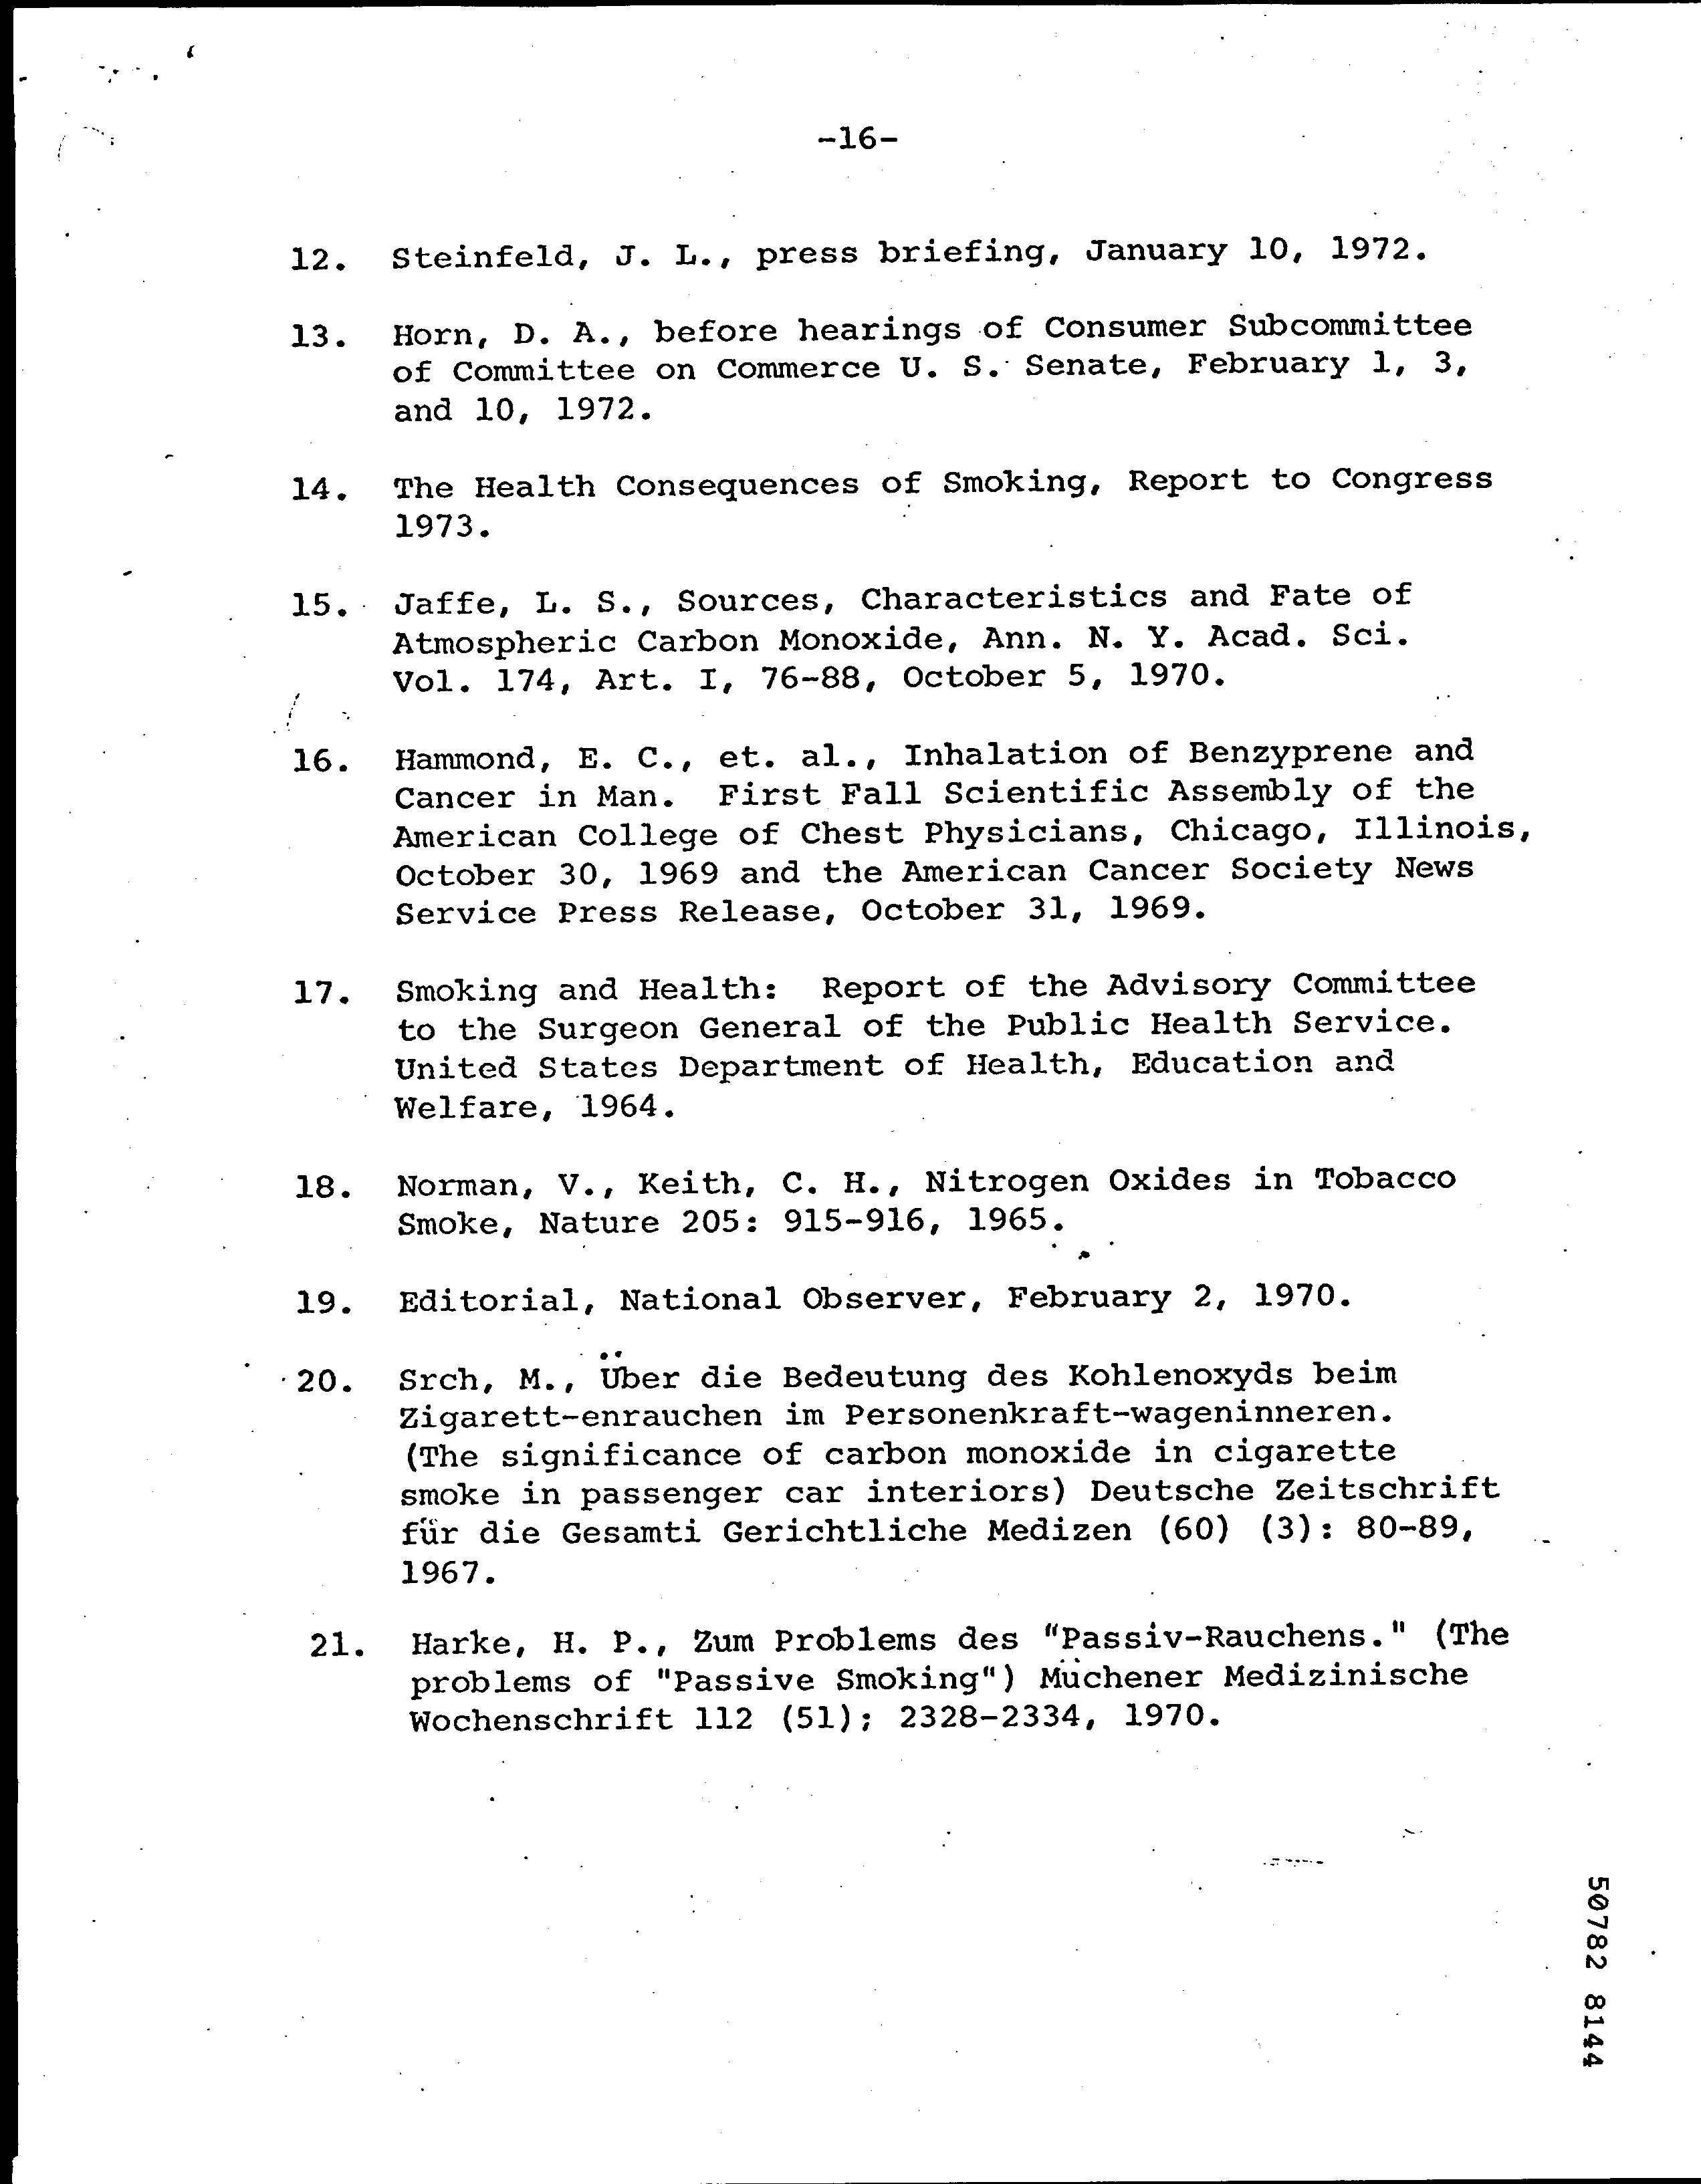 -16-
12. Steinfeld, J. L., press briefing, January 10, 1972.
13. Horn, D. A., before hearings of Consumer Subcommittee
of Committee on Commerce U. S. Senate, February 1, 3,
and 10, 1972.
14. The Health Consequences of Smoking, Report to Congress
1973.
15. Jaffe, L. S., Sources, Characteristics and Fate of
Atmospheric Carbon Monoxide, Ann. N. Y. Acad. Sci.
Vol. 174, Art. I, 76-88, October 5, 1970.
16. Hammond, E. C., et. al., Inhalation of Benzyprene and
Cancer in Man. First Fall Scientific Assembly of the
American College of Chest Physicians, Chicago, Illinois,
October 30, 1969 and the American Cancer Society News
Service Press Release, October 31, 1969.
17. Smoking and Health: Report of the Advisory Committee
to the Surgeon General of the Public Health Service.
United States Department of Health, Education and
Welfare, 1964.
18. Norman, V., Keith, C. H., Nitrogen Oxides in Tobacco
Smoke, Nature 205: 915-916, 1965.
19. Editorial, National Observer, February 2, 1970.
20. Srch, M., Über die Bedeutung des Kohlenoxyds beim
Zigarett-enrauchen im Personenkraft-wageninneren.
(The significance of carbon monoxide in cigarette
smoke in passenger car interiors) Deutsche Zeitschrift
für die Gesamti Gerichtliche Medizen (60) (3): 80-89,
1967.
21. Harke, H. P., Zum Problems des "Passiv-Rauchens." (The
problems of "Passive Smoking") Müchener Medizinische
Wochenschrift 112 (51); 2328-2334, 1970.
50782 8144